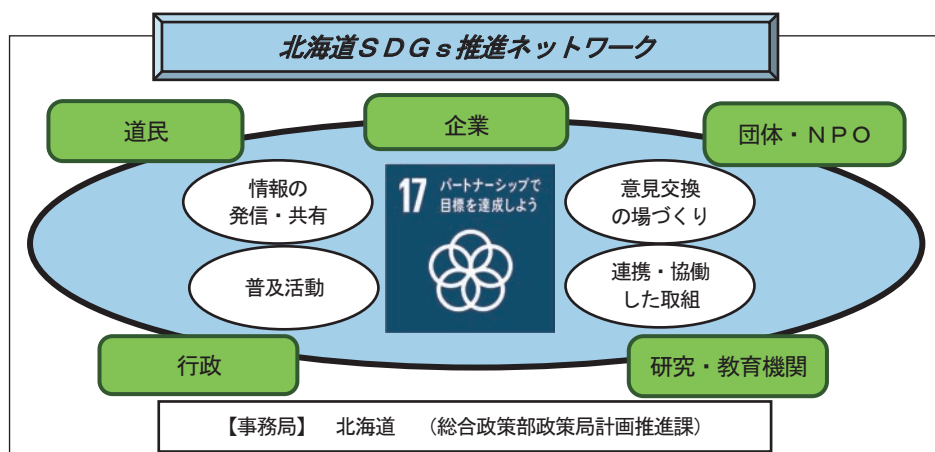 北海道ＳＤＧｓ推進ネットワーク
道民
企業
団体・ＮＰＯ
情報の
発信・共有
17 パートナーシップで
目標を達成しよう
意見交換
の場づくり
普及活動
連携・協働
した取組
行政
研究・教育機関
【事務局】　北海道　（総合政策部政策局計画推進課）